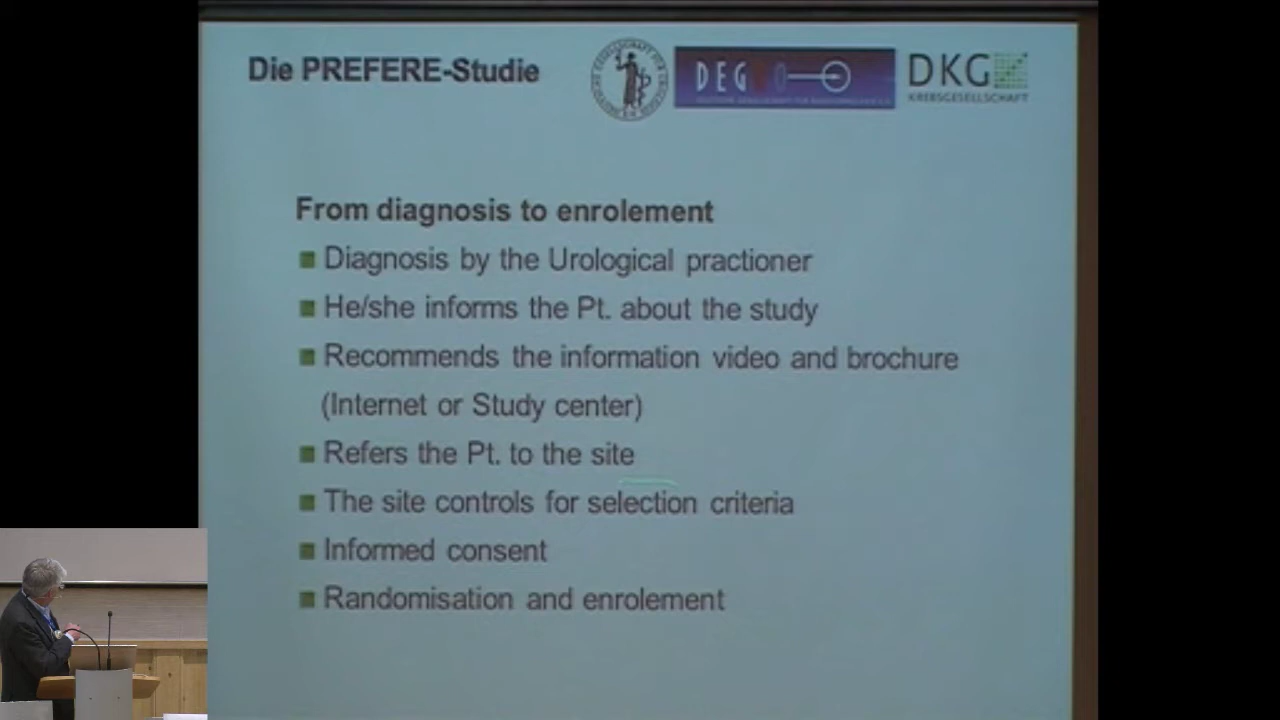 Die PREFERE-Studie
DEGRO
DKG
KREBSGESELLSCHAFT
From diagnosis to enrolement
Diagnosis by the Urological practioner
He/she informs the Pt. about the study
Recommends the information video and brochure
(Internet or Study center)
Refers the Pt. to the site
The site controls for selection criteria
Informed consent
Randomisation and enrolement